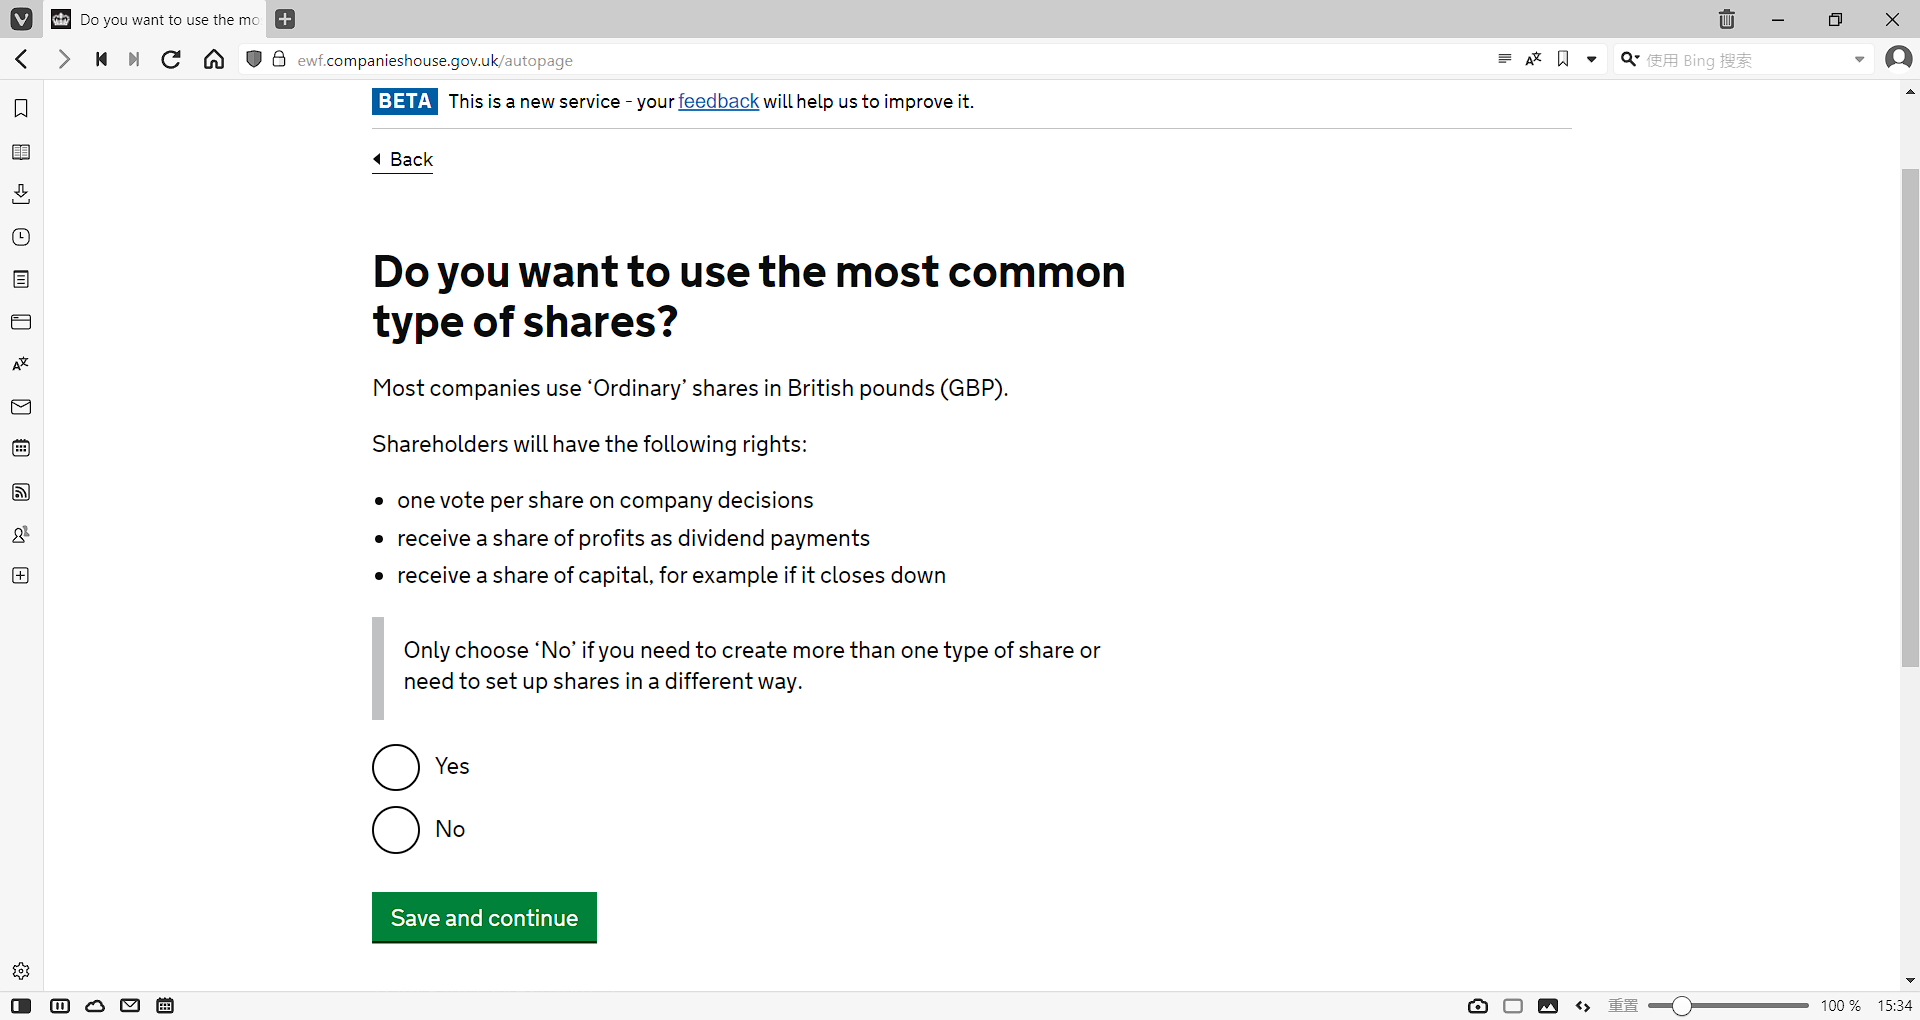 Do you want to use the mo
ewf.companieshouse.gov.uk/autopage
使用 Bing 搜索
BETA This is a new service - your feedback will help us to improve it.
Back
Do you want to use the most common
type of shares?
Most companies use ‘Ordinary’ shares in British pounds (GBP).
Shareholders will have the following rights:
• one vote per share on company decisions
• receive a share of profits as dividend payments
• receive a share of capital, for example if it closes down
Only choose ‘No’ if you need to create more than one type of share or
need to set up shares in a different way.
Yes
No
Save and continue
重置 100 % 15:34